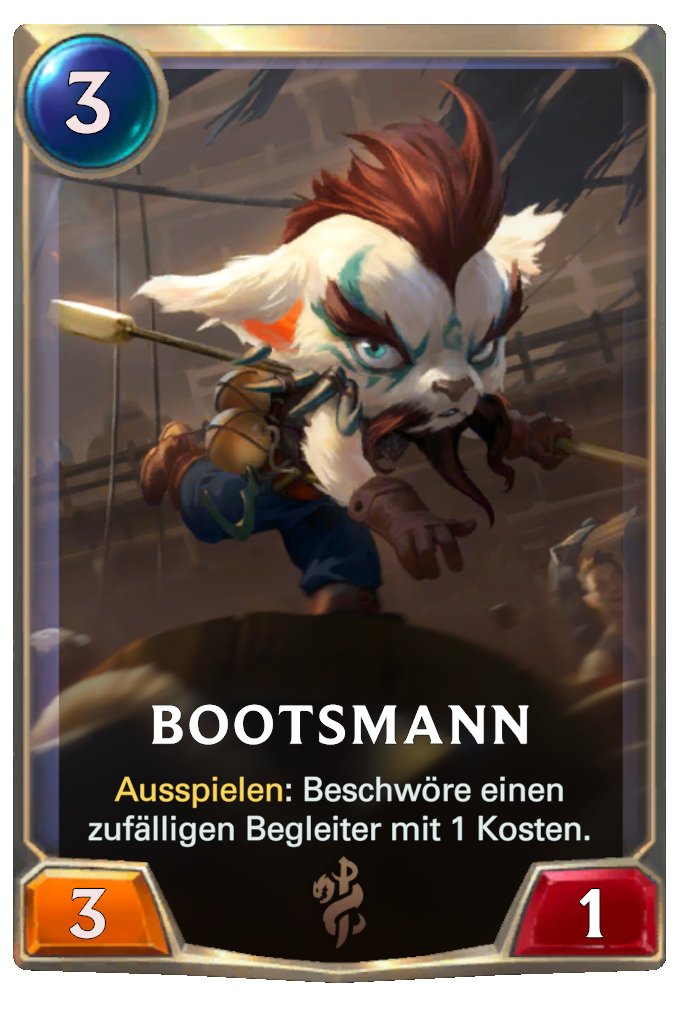 3
BOOTSMANN
Ausspielen: Beschwöre einen
zufälligen Begleiter mit 1 Kosten.
3
1